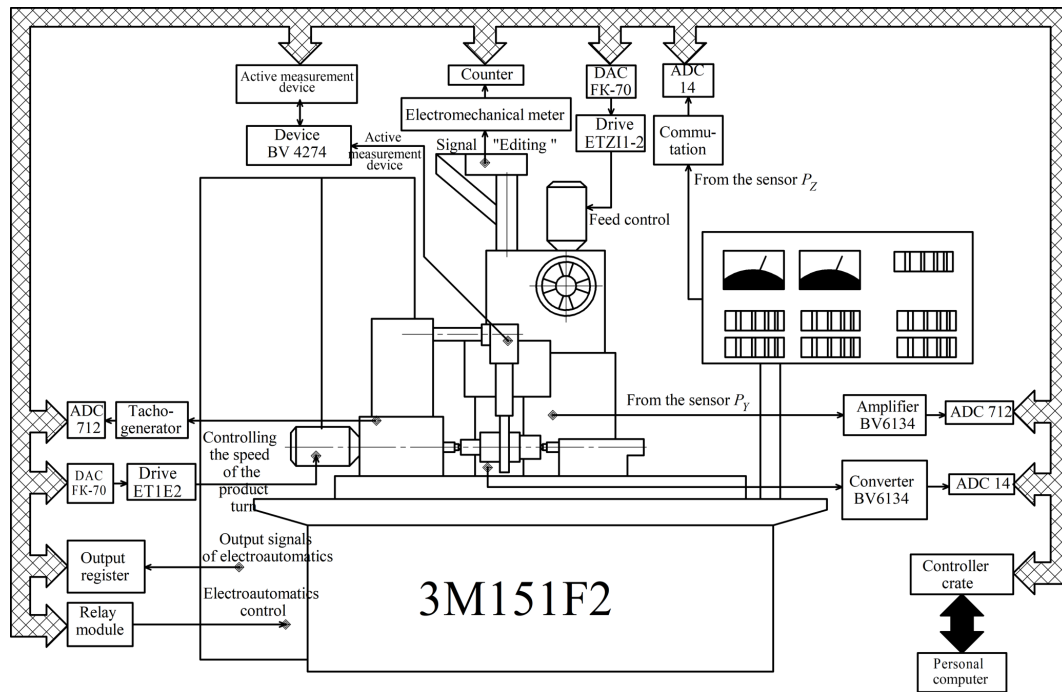 Active measurement
device
Counter
DAC
FK-70
ADC
14
Electromechanical meter
Drive
ETZI1-2
Commu-
tation
Device
BV 4274
Active
measurement
device
Signal "Editing "
From the sensor PZ
Feed control
ADC
712
Tacho-
generator
From the sensor PY
Amplifier
BV6134
ADC 712
Controlling
the speed
of the
product
turn
DAC
FK-70
Drive
ET1E2
Converter
BV6134
ADC 14
Output
register
Output signals
of electroautomatics
Controller
crate
Electroautomatics
control
Relay
module
3M151F2
Personal
computer